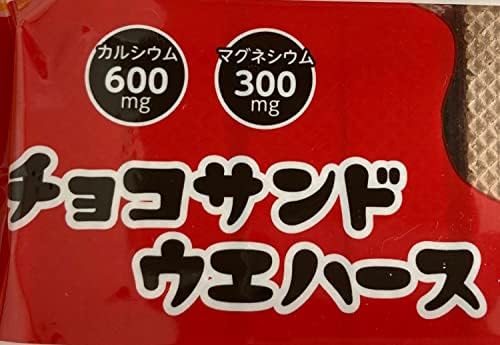 カルシウム
600
mg
マグネシウム
300
mg
チョコサンド
ウエハース